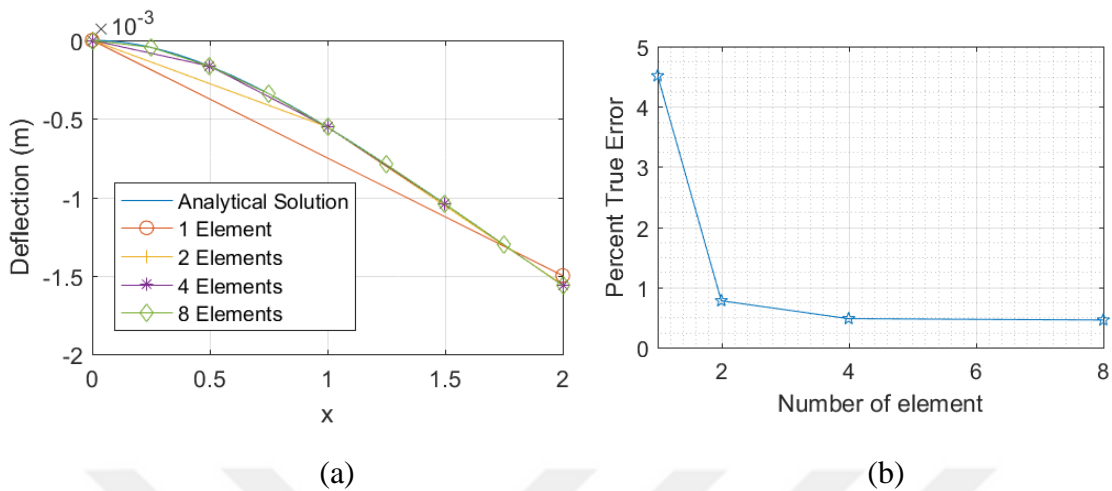 × 10-3
0
-0.5
-1
-1.5
-2
Deflection (m)
0
0.5
1
1.5
2
x
Analytical Solution
1 Element
2 Elements
4 Elements
8 Elements
(a)
5
4
3
2
1
0
Percent True Error
2
4
6
8
Number of element
(b)